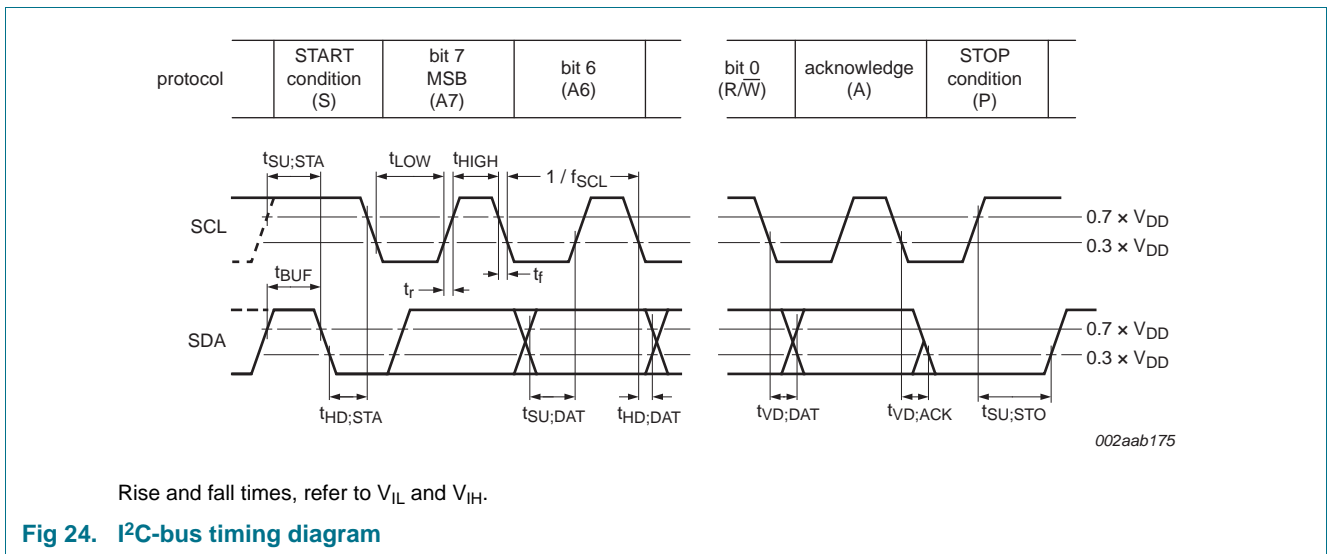 protocol
START
condition
(S)
bit 7
MSB
(A7)
bit 6
(A6)
bit 0
(R/W̅)
acknowledge
(A)
STOP
condition
(P)
tSU;STA
tLOW
tHIGH
1 / fSCL
SCL
0.7 × VDD
0.3 × VDD
tBUF
tr
tf
SDA
0.7 × VDD
0.3 × VDD
tHD;STA
tSU;DAT
tHD;DAT
tVD;DAT
tVD;ACK
tSU;STO
002aab175
Rise and fall times, refer to VIL and VIH.
Fig 24. I²C-bus timing diagram